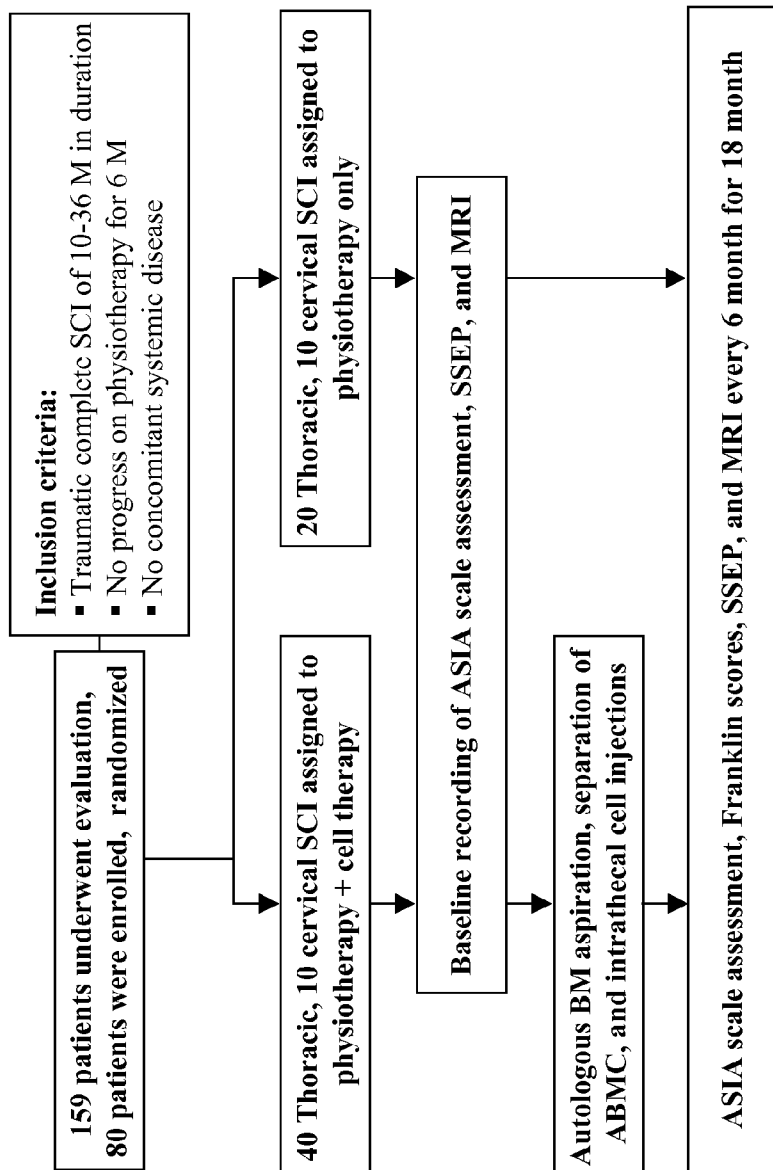 159 patients underwent evaluation,
80 patients were enrolled, randomized
Inclusion criteria:
▪ Traumatic complete SCI of 10-36 M in duration
▪ No progress on physiotherapy for 6 M
▪ No concomitant systemic disease
40 Thoracic, 10 cervical SCI assigned to
physiotherapy + cell therapy
20 Thoracic, 10 cervical SCI assigned to
physiotherapy only
Baseline recording of ASIA scale assessment, SSEP, and MRI
Autologous BM aspiration, separation of
ABMC, and intrathecal cell injections
ASIA scale assessment, Franklin scores, SSEP, and MRI every 6 month for 18 month